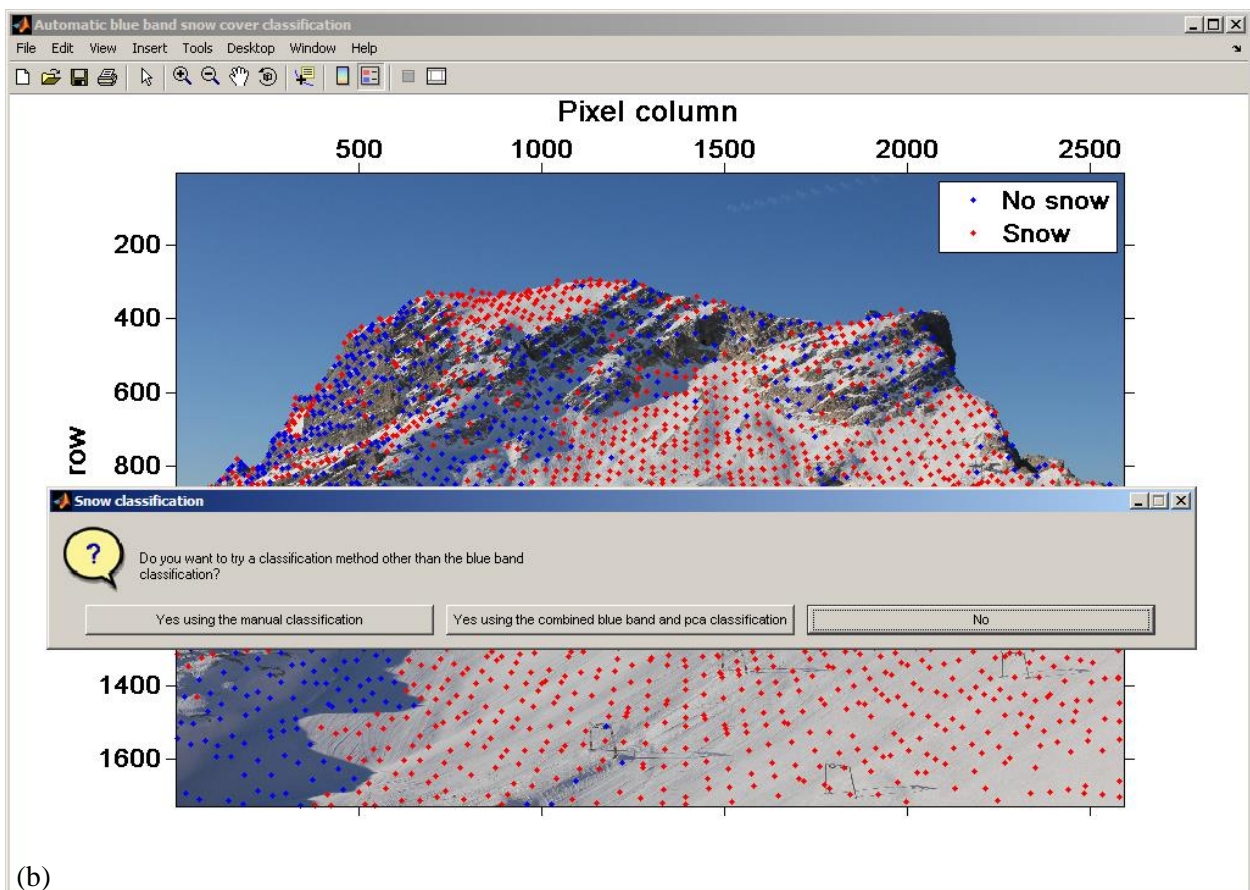 Automatic blue band snow cover classification
File Edit View Insert Tools Desktop Window Help
Pixel column
500 1000 1500 2000 2500
No snow
Snow
200
400
600
800
row
Snow classification
?
Do you want to try a classification method other than the blue band
classification?
Yes using the manual classification Yes using the combined blue band and pca classification No
1400
1600
(b)